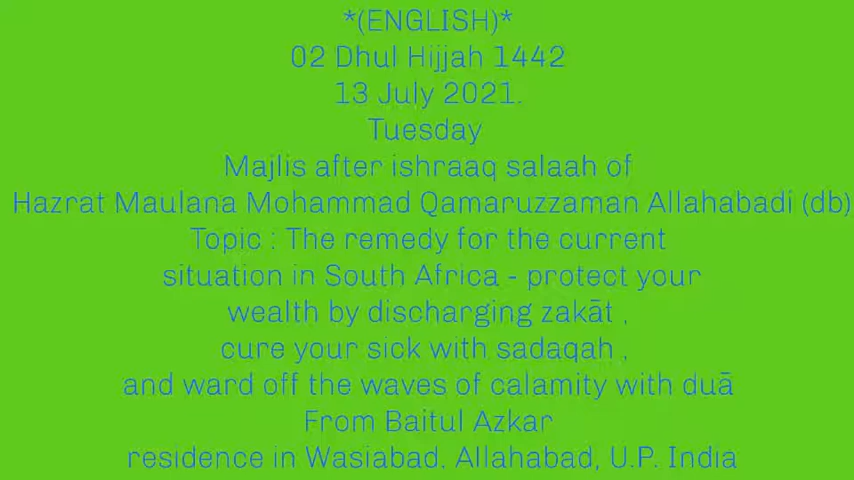 *(ENGLISH)*
02 Dhul Hijjah 1442
13 July 2021.
Tuesday
Majlis after ishraaq salaah of
Hazrat Maulana Mohammad Qamaruzzaman Allahabadi (db)
Topic : The remedy for the current
situation in South Africa - protect your
wealth by discharging zakāt ,
cure your sick with sadaqah ,
and ward off the waves of calamity with duā
From Baitul Azkar
residence in Wasiabad. Allahabad, U.P. India